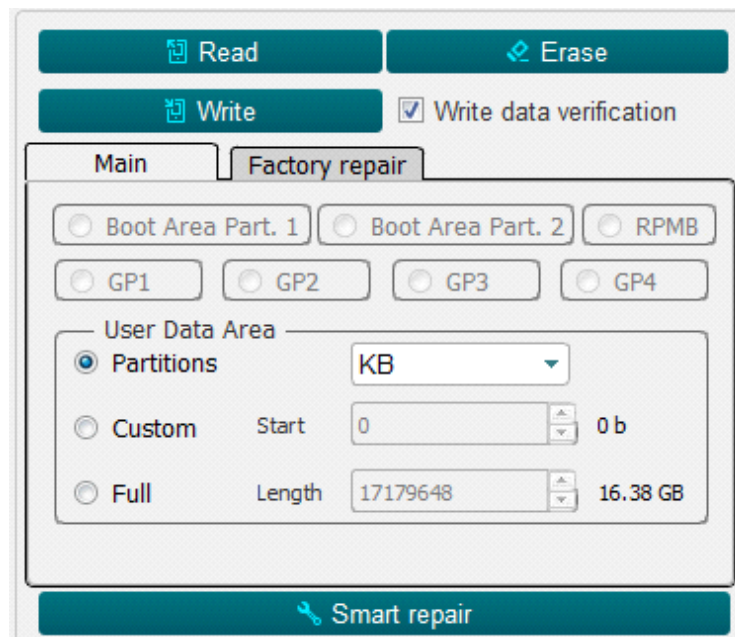 Read
Erase
Write
Write data verification
Main
Factory repair
Boot Area Part. 1
Boot Area Part. 2
RPMB
GP1
GP2
GP3
GP4
User Data Area
Partitions
KB
Custom
Start
0
0 b
Full
Length
17179648
16.38 GB
Smart repair